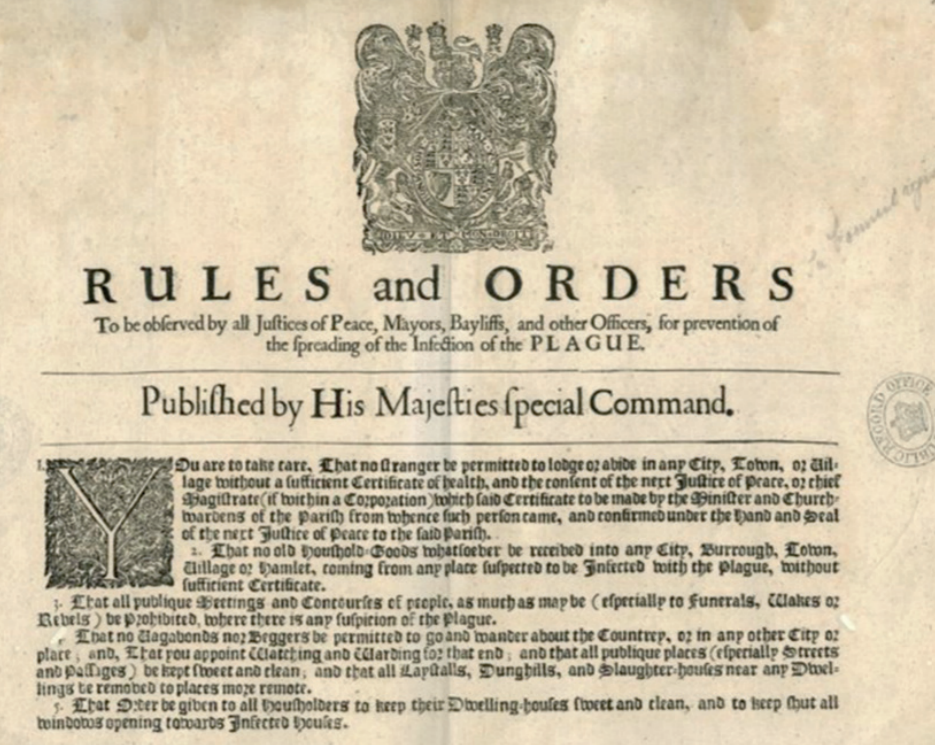 DIEV ET MON DROIT
RULES and ORDERS
To be obſerved by all Juſtices of Peace, Mayors, Bayliffs, and other Officers, for prevention of
the ſpreading of the Infection of the PLAGUE.
Publiſhed by His Majeſties ſpecial Command.
1. YOu are to take care, That no ſtranger be permitted to lodge or abide in any City, Town, or Vil-
lage without a ſufficient Certificate of health, and the conſent of the next Juſtice of Peace, or chief
Magiſtrate (if within a Corporation) which ſaid Certificate to be made by the Miniſter and Church-
wardens of the Pariſh from whence ſuch perſon came, and confirmed under the Hand and Seal
of the next Juſtice of Peace to the ſaid Pariſh.
2. That no old Houſhold-Goods whatſoever be received into any City, Burrough, Town,
Village or Hamlet, coming from any place ſuſpected to be Infected with the Plague, without
ſufficient Certificate.
3. That all publique Meetings and Concourſes of people, as much as may be (eſpecially to Funerals, Wakes or
Revels) be Prohibited, where there is any ſuſpition of the Plague.
That no Vagabonds nor Beggers be permitted to go and wander about the Countrey, or in any other City or
place; and, That you appoint Watching and Warding for that end; and that all publique places (eſpecially Streets
and Paſſages) be kept ſweet and clean; and that all Layſtalls, Dunghills, and Slaughter-houſes near any Dwel-
lings be removed to places more remote.
5. That Order be given to all Houſholders to keep their Dwelling-houſes ſweet and clean, and to keep ſhut all
windows opening towards Infected Houſes.
PUBLIC RECORD OFFICE